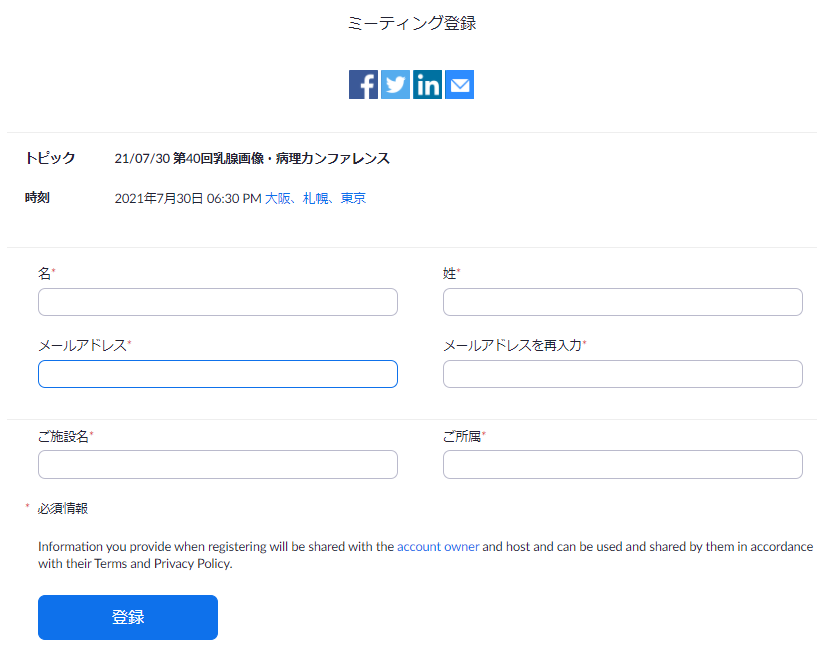 ミーティング登録
f in
トピック 21/07/30 第40回乳腺画像・病理カンファレンス
時刻 2021年7月30日 06:30 PM 大阪、札幌、東京
名* 姓*
メールアドレス* メールアドレスを再入力*
ご施設名* ご所属*
* 必須情報
Information you provide when registering will be shared with the account owner and host and can be used and shared by them in accordance
with their Terms and Privacy Policy.
登録